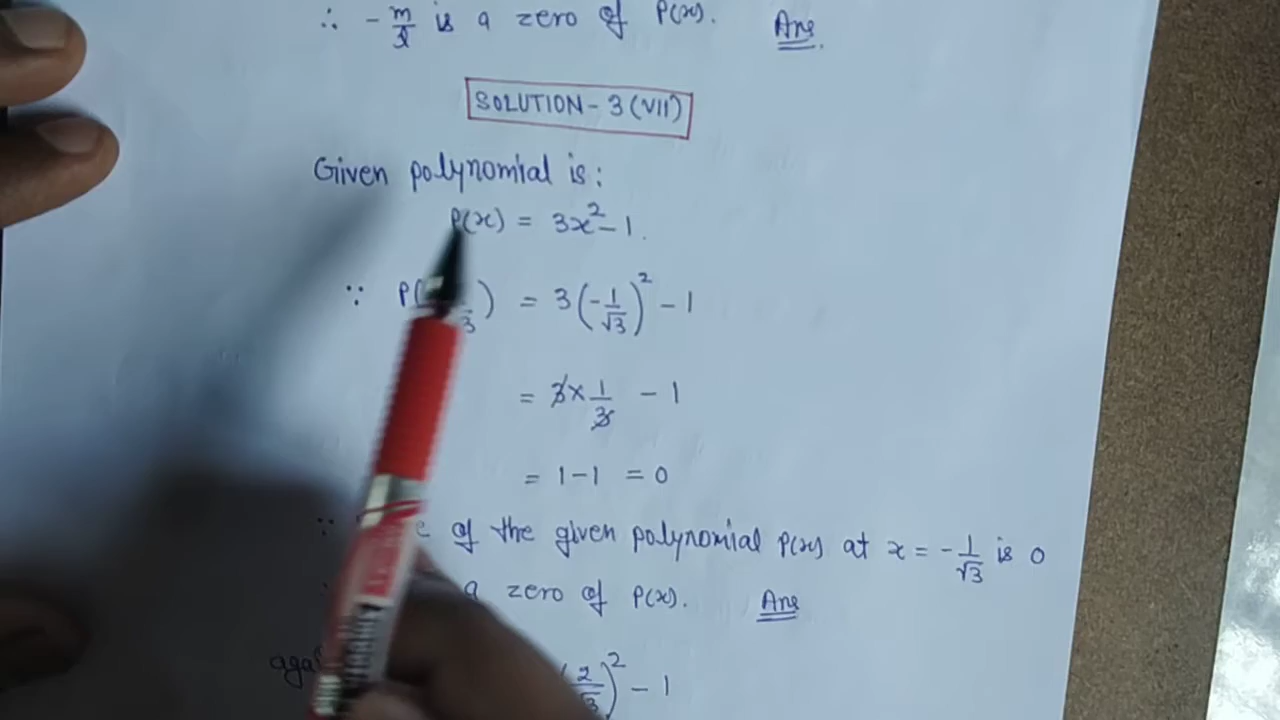 ∴ -m/l is a zero of P(x). Ans.
SOLUTION - 3 (VII)
Given polynomial is:
P(x) = 3x² - 1.
∵ P( 3) = 3(-1/√3)² - 1
= 3 × 1/3 - 1
= 1 - 1 = 0
∵ of the given polynomial P(x) at x = -1/√3 is 0
a zero of P(x). Ans
2/√3)² - 1